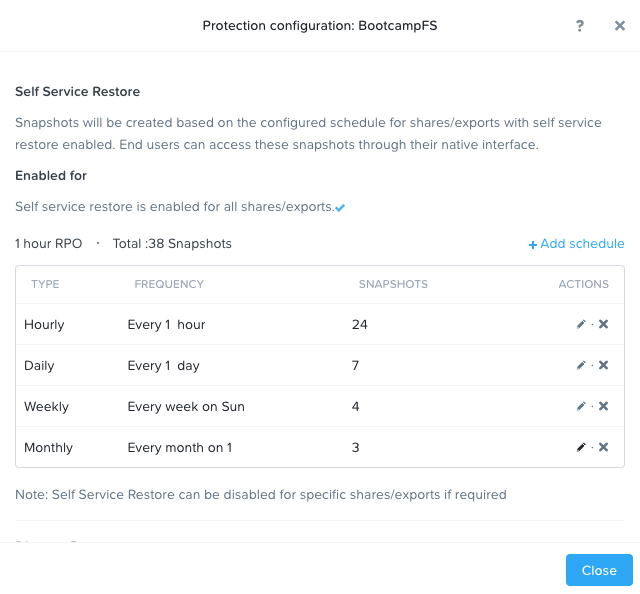 Protection configuration: BootcampFS ? ×
Self Service Restore
Snapshots will be created based on the configured schedule for shares/exports with self service
restore enabled. End users can access these snapshots through their native interface.
Enabled for
Self service restore is enabled for all shares/exports.
1 hour RPO · Total :38 Snapshots + Add schedule
TYPE FREQUENCY SNAPSHOTS ACTIONS
Hourly Every 1 hour 24
Daily Every 1 day 7
Weekly Every week on Sun 4
Monthly Every month on 1 3
Note: Self Service Restore can be disabled for specific shares/exports if required
Close